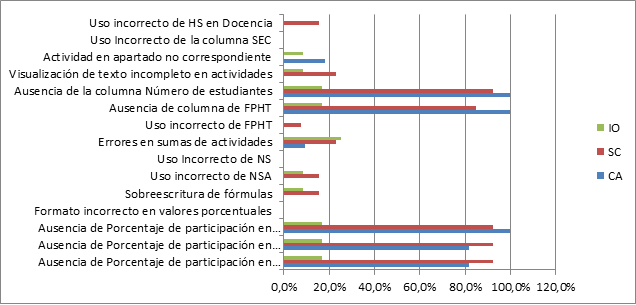 Uso incorrecto de HS en Docencia
Uso Incorrecto de la columna SEC
Actividad en apartado no correspondiente
Visualización de texto incompleto en actividades
Ausencia de la columna Número de estudiantes
Ausencia de columna de FPHT
Uso incorrecto de FPHT
Errores en sumas de actividades
Uso Incorrecto de NS
Uso incorrecto de NSA
Sobreescritura de fórmulas
Formato incorrecto en valores porcentuales
Ausencia de Porcentaje de participación en...
Ausencia de Porcentaje de participación en...
Ausencia de Porcentaje de participación en...
0,0% 20,0% 40,0% 60,0% 80,0% 100,0% 120,0%
IO
SC
CA